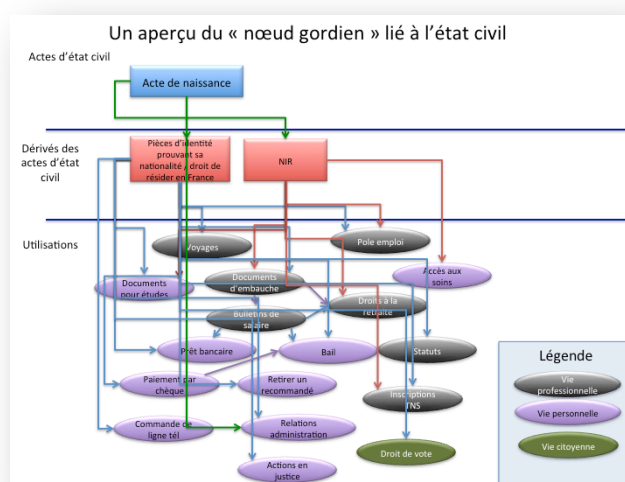 Un aperçu du « nœud gordien » lié à l'état civil
Actes d'état civil
Acte de naissance
Dérivés des
actes d'état
civil
Pièces d'identité
prouvant sa
nationalité / droit de
résider en France
NIR
Utilisations
Voyages
Pole emploi
Documents
pour études
Documents
d'embauche
Accès aux
soins
Droits à la
retraite
Bulletins de
salaire
Prêt bancaire
Bail
Statuts
Paiement par
chèque
Retirer un
recommandé
Inscriptions
TNS
Commande de
ligne tél
Relations
administration
Droit de vote
Actions en
justice
Légende
Vie
professionnelle
Vie personnelle
Vie citoyenne